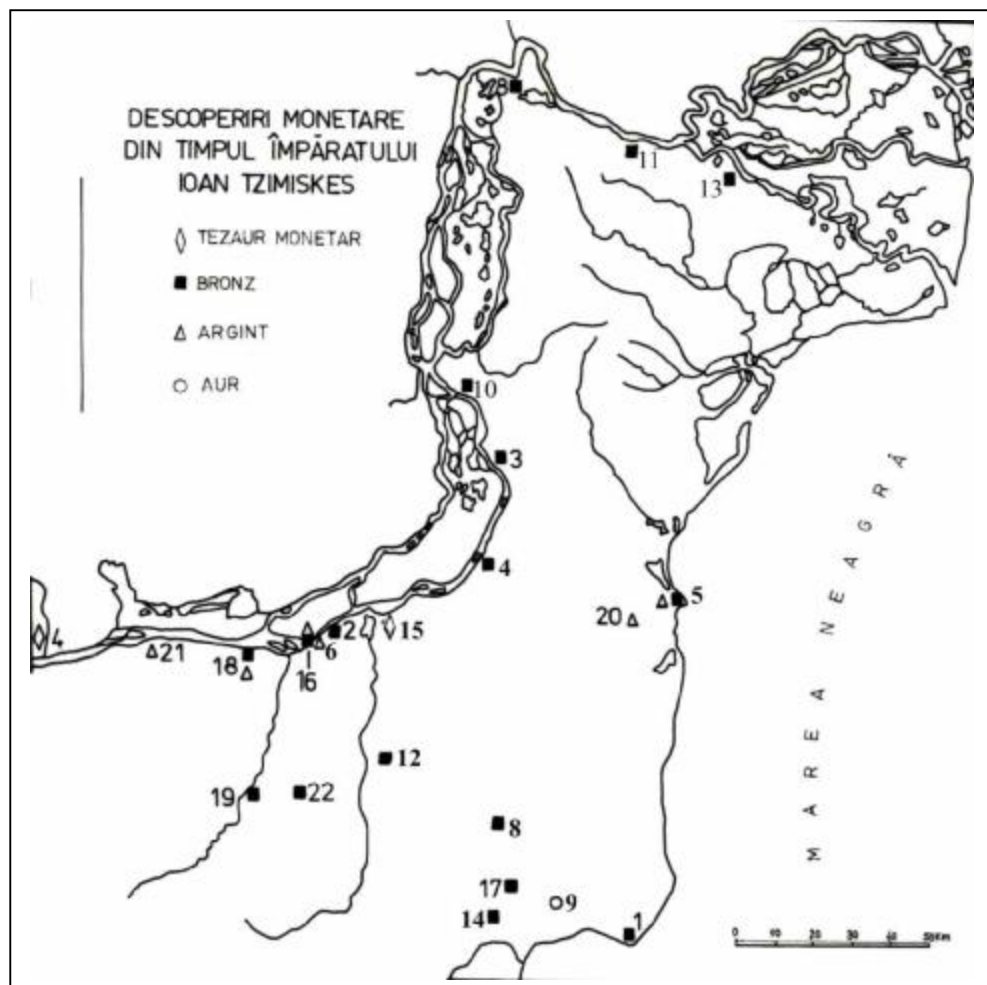 DESCOPERIRI MONETARE
DIN TIMPUL ÎMPĂRATULUI
IOAN TZIMISKES
TEZAUR MONETAR
BRONZ
ARGINT
AUR
8
11
13
10
3
4
5
20
2
15
6
4
21
18
16
12
19
22
8
17
9
14
1
MAREA NEAGRĂ
0 10 20 30 40 50KM